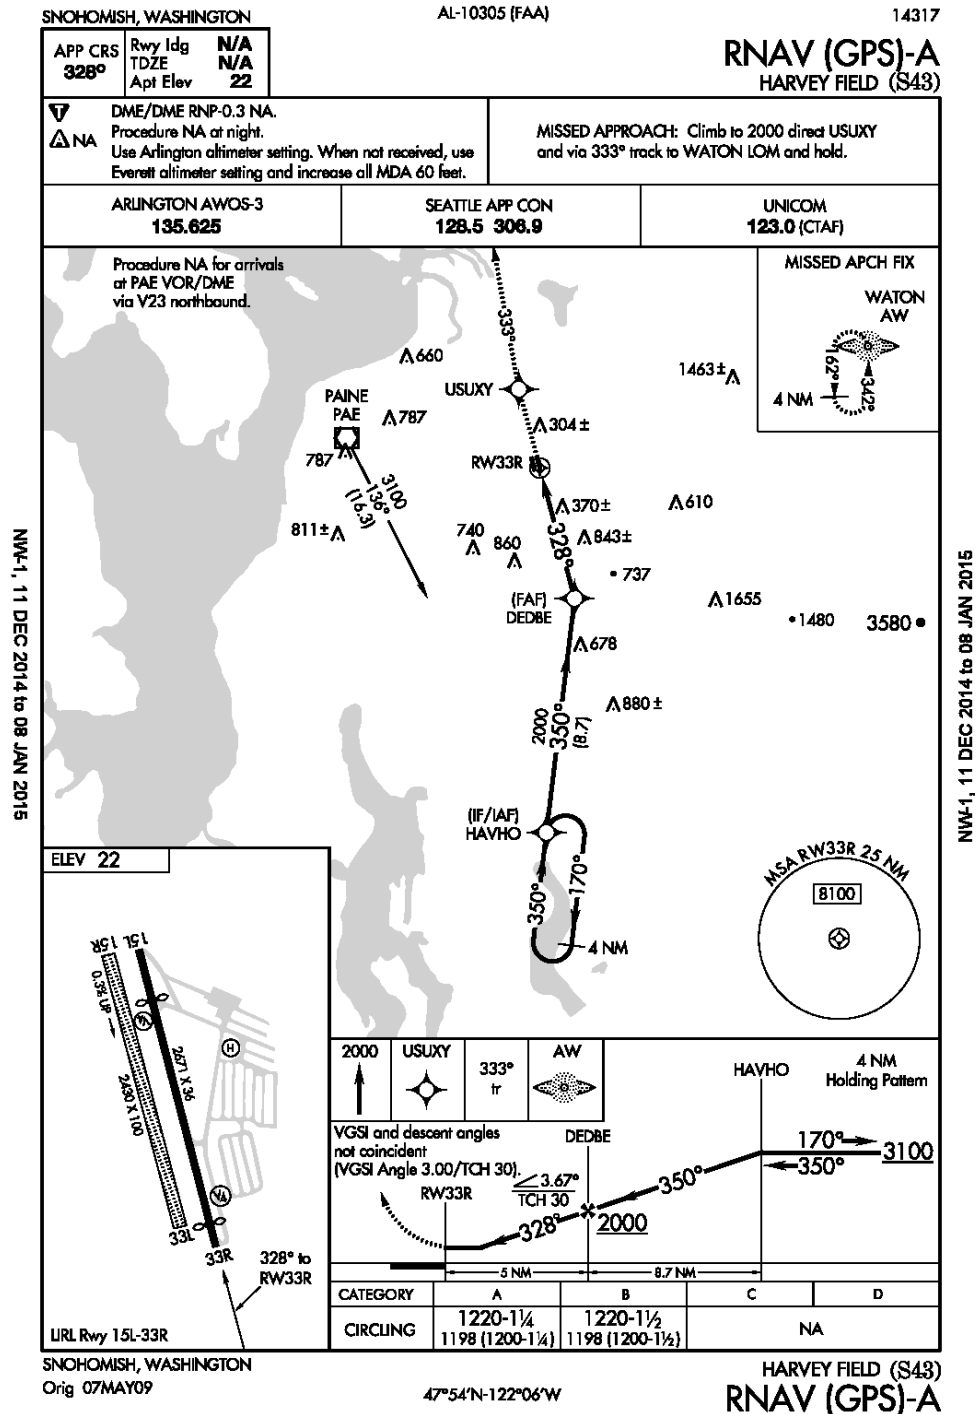 SNOHOMISH, WASHINGTON
AL-10305 (FAA)
14317
APP CRS
328°
Rwy ldg N/A
TDZE N/A
Apt Elev 22
RNAV (GPS)-A
HARVEY FIELD (S43)
T
A NA
DME/DME RNP-0.3 NA.
Procedure NA at night.
Use Arlington altimeter setting. When not received, use
Everett altimeter setting and increase all MDA 60 feet.
MISSED APPROACH: Climb to 2000 direct USUXY
and via 333° track to WATON LOM and hold.
ARLINGTON AWOS-3
135.625
SEATTLE APP CON
128.5 306.9
UNICOM
123.0 (CTAF)
Procedure NA for arrivals
at PAE VOR/DME
via V23 northbound.
MISSED APCH FIX
WATON
AW
162°
342°
4 NM
333°
660
1463±
USUXY
PAINE
PAE
787
304±
787
RW33R
3100
136°
(16.3)
370±
610
811±
740
860
328°
843±
737
(FAF)
DEDBE
1655
1480
3580
678
880±
2000
350°
(8.7)
(IF/IAF)
HAVHO
350°
170°
4 NM
MSA RW33R 25 NM
8100
NW-1, 11 DEC 2014 to 08 JAN 2015
NW-1, 11 DEC 2014 to 08 JAN 2015
ELEV 22
15R
15L
0.3% UP
2671 X 36
2430 X 100
H
33L
33R
328° to
RW33R
LIRL Rwy 15L-33R
2000
USUXY
333°
tr
AW
VGSI and descent angles
not coincident
(VGSI Angle 3.00/TCH 30).
DEDBE
HAVHO
4 NM
Holding Pattern
170°
350°
3100
350°
3.67°
TCH 30
RW33R
328°
2000
5 NM
8.7 NM
CATEGORY A B C D
CIRCLING
1220-1¼
1198 (1200-1¼)
1220-1½
1198 (1200-1½)
NA
SNOHOMISH, WASHINGTON
Orig 07MAY09
47°54'N-122°06'W
HARVEY FIELD (S43)
RNAV (GPS)-A